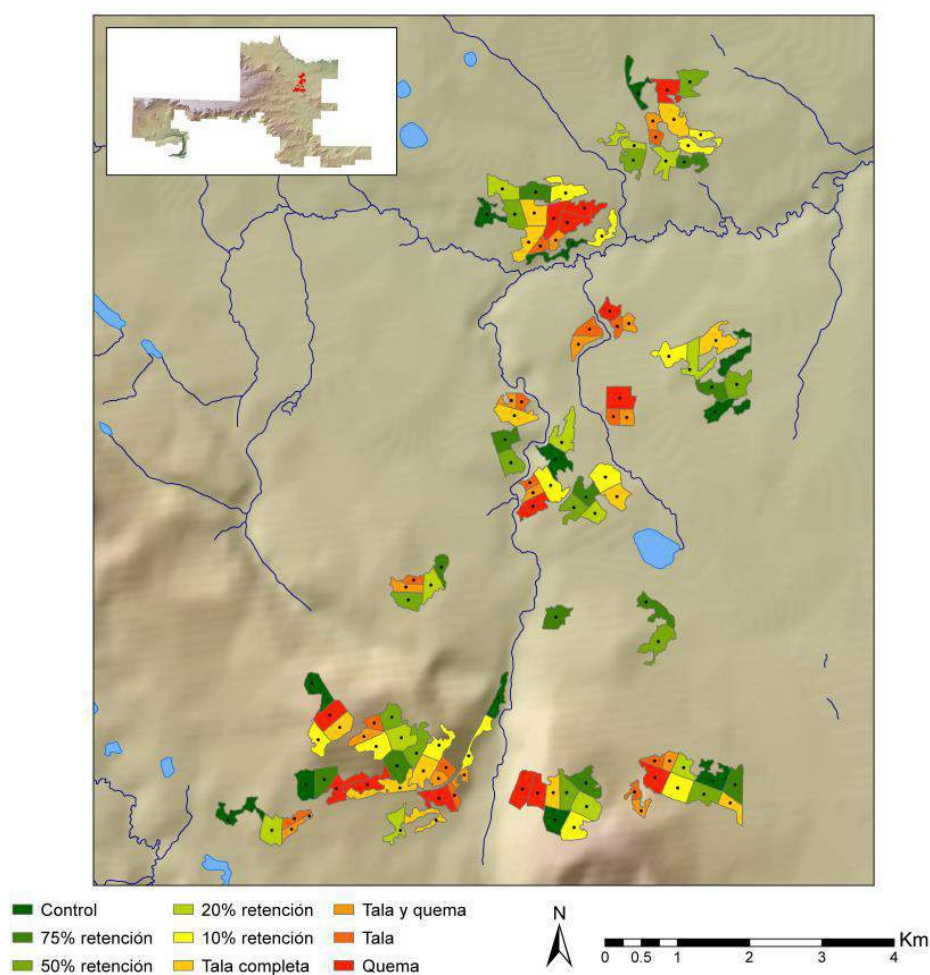 Control
75% retención
50% retención
20% retención
10% retención
Tala completa
Tala y quema
Tala
Quema
N
Km
0 0.5 1 2 3 4